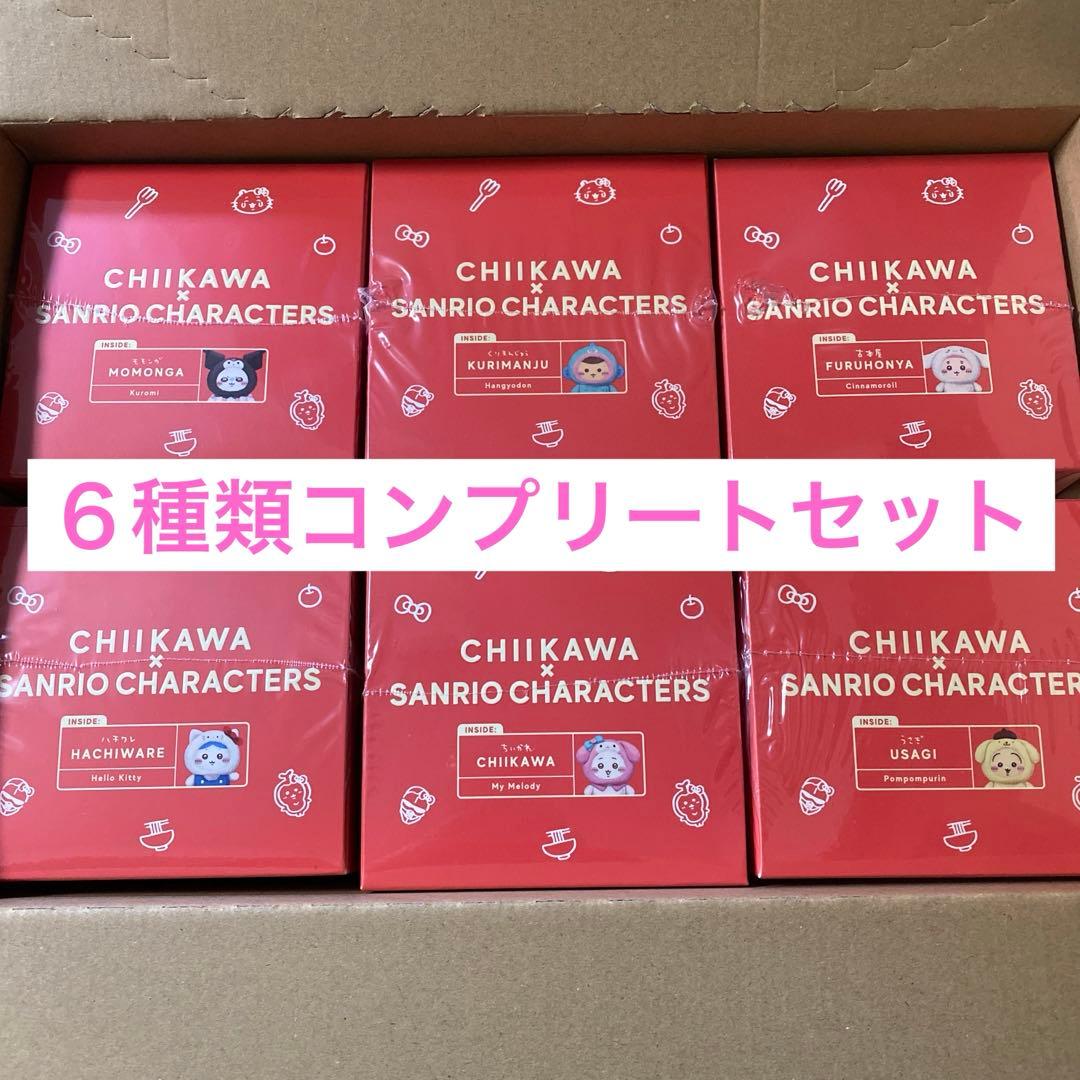 CHIIKAWA
×
SANRIO CHARACTERS
INSIDE:
モモンガ
MOMONGA
Kuromi
CHIIKAWA
×
SANRIO CHARACTERS
INSIDE:
くりまんじゅう
KURIMANJU
Hangyodon
CHIIKAWA
×
SANRIO CHARACTERS
INSIDE:
古本屋
FURUHONYA
Cinnamoroll
６種類コンプリートセット
CHIIKAWA
×
SANRIO CHARACTERS
INSIDE:
ハチワレ
HACHIWARE
Hello Kitty
CHIIKAWA
×
SANRIO CHARACTERS
INSIDE:
ちいかわ
CHIIKAWA
My Melody
CHIIKAWA
×
SANRIO CHARACTER
INSIDE:
うさぎ
USAGI
Pompompurin